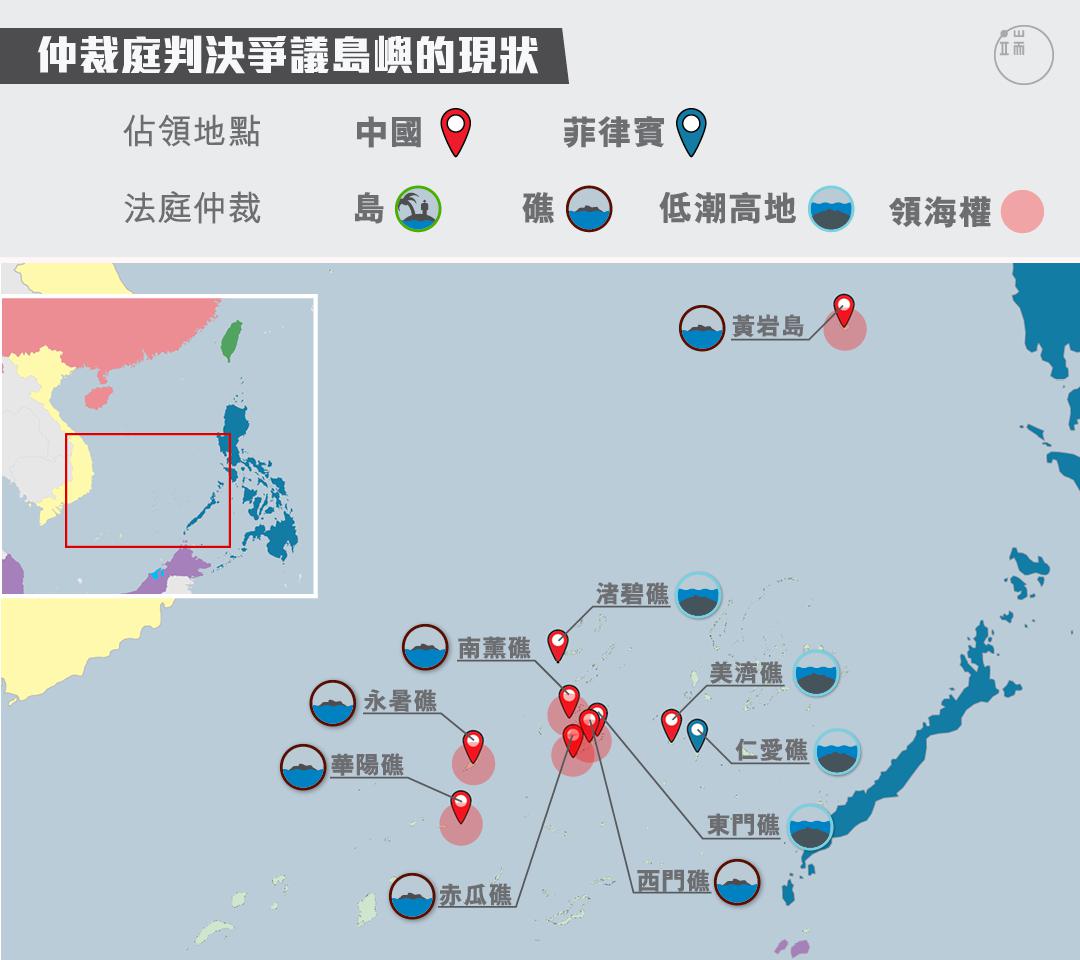 仲裁庭判決爭議島嶼的現狀
端
佔領地點 中國 菲律賓
法庭仲裁 島 礁 低潮高地 領海權
黃岩島
渚碧礁
南薰礁
美濟礁
永暑礁
仁愛礁
華陽礁
東門礁
西門礁
赤瓜礁